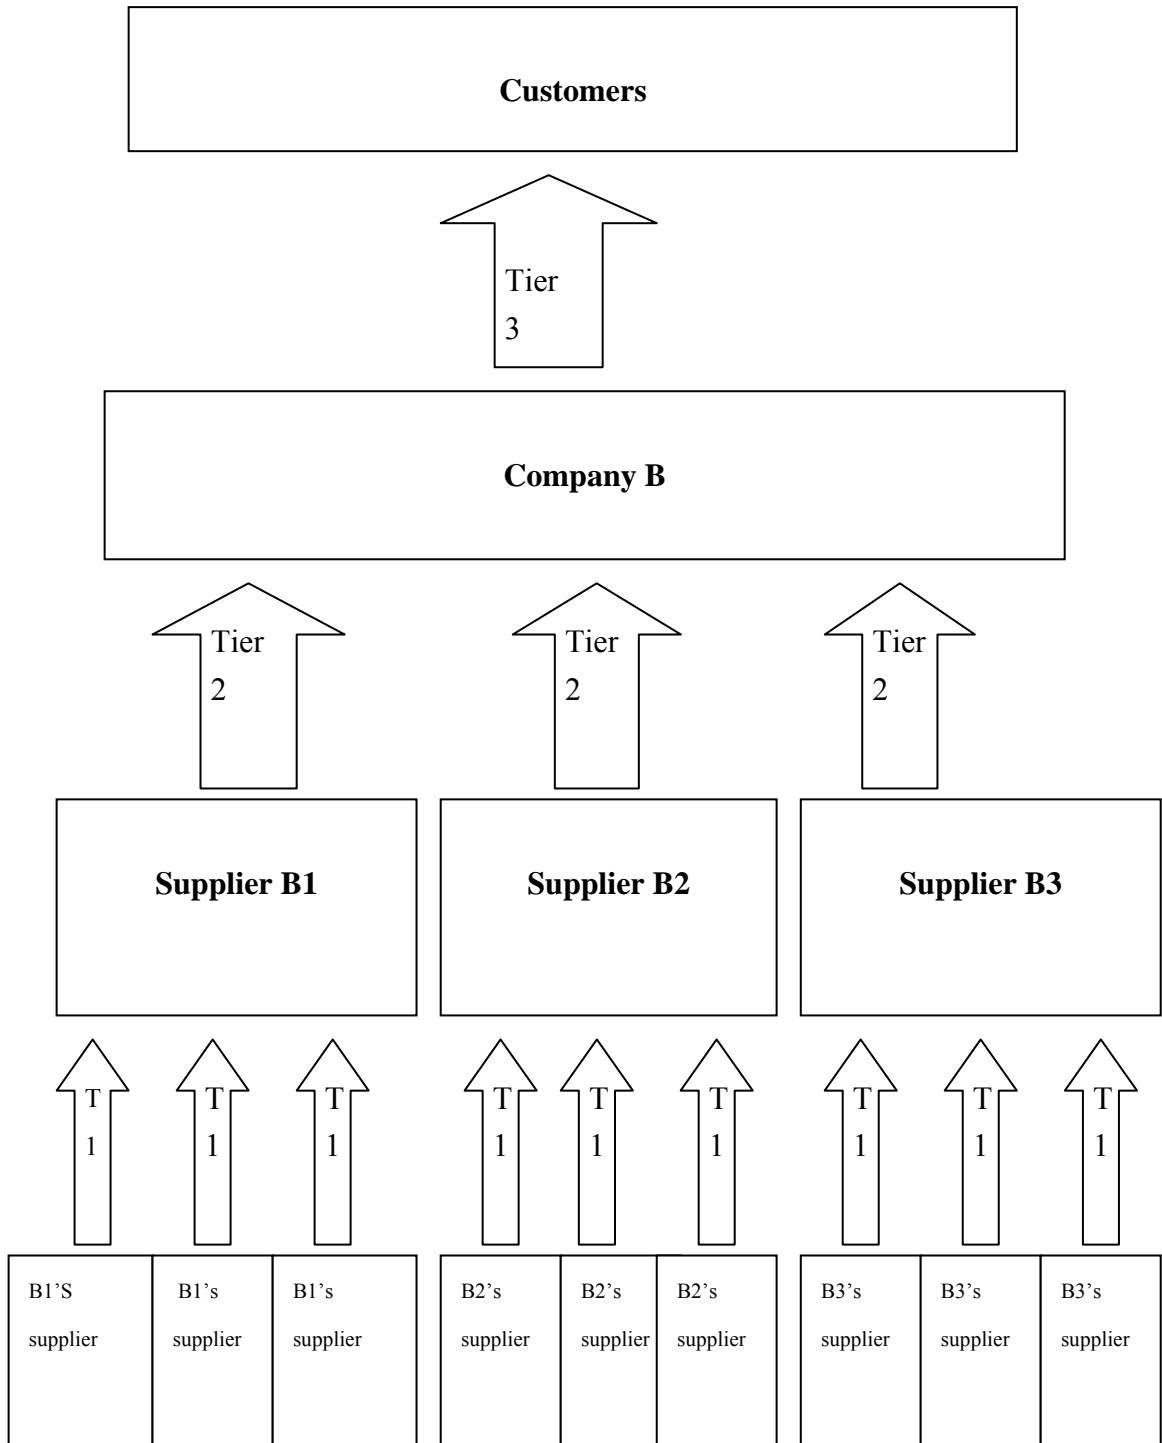 Customers
Tier
3
Company B
Tier
2
Tier
2
Tier
2
Supplier B1
Supplier B2
Supplier B3
T
1
T
1
T
1
T
1
T
1
T
1
T
1
T
1
T
1
B1’S
supplier
B1’s
supplier
B1’s
supplier
B2’s
supplier
B2’s
supplier
B2’s
supplier
B3’s
supplier
B3’s
supplier
B3’s
supplier